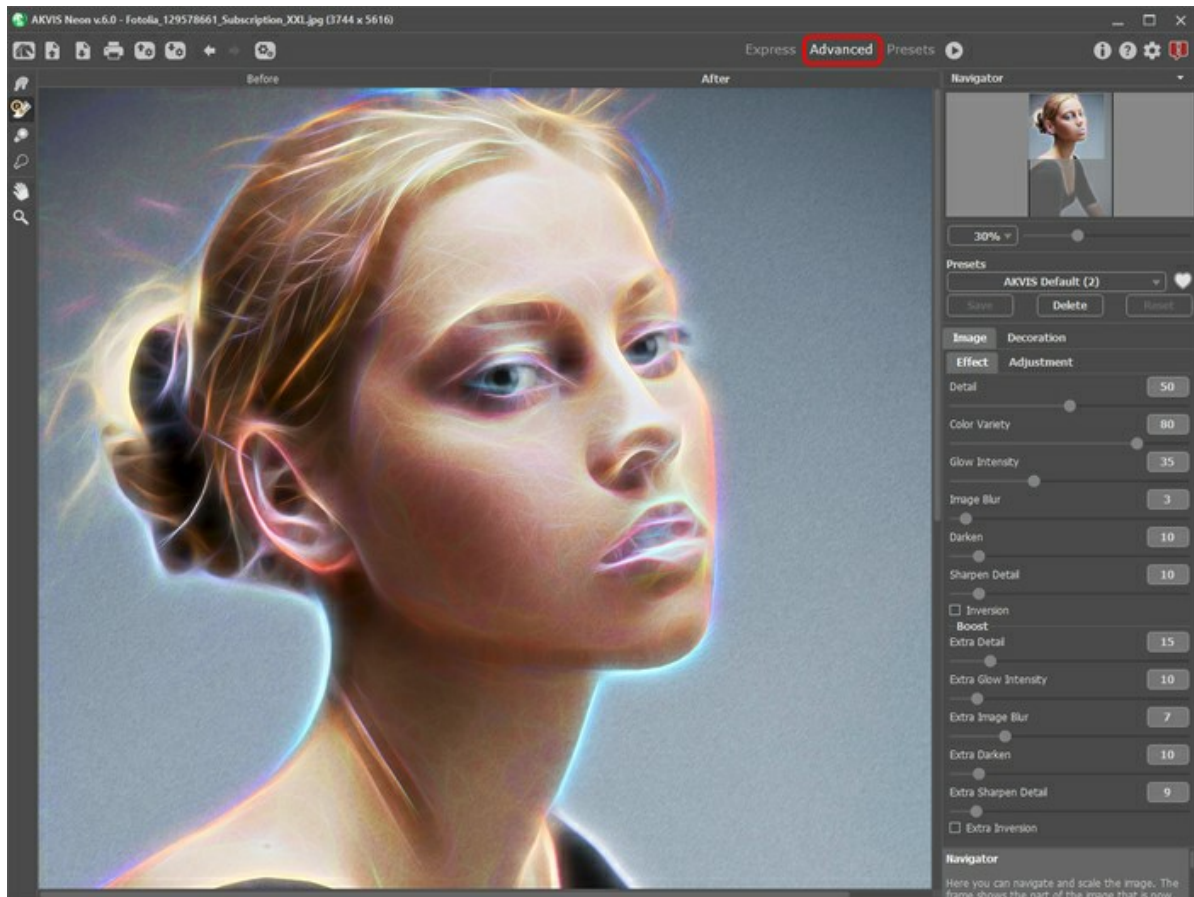 AKVIS Neon v.6.0 - Fotolia_129578661_Subscription_XXL.jpg (3744 x 5616)
Express Advanced Presets
Before After
Navigator
30%
Presets
AKVIS Default (2)
Save Delete Reset
Image Decoration
Effect Adjustment
Detail 50
Color Variety 80
Glow Intensity 35
Image Blur 3
Darken 10
Sharpen Detail 10
Inversion
Boost
Extra Detail 15
Extra Glow Intensity 10
Extra Image Blur 7
Extra Darken 10
Extra Sharpen Detail 9
Extra Inversion
Navigator
Here you can navigate and scale the image. The
frame shows the part of the image that is now